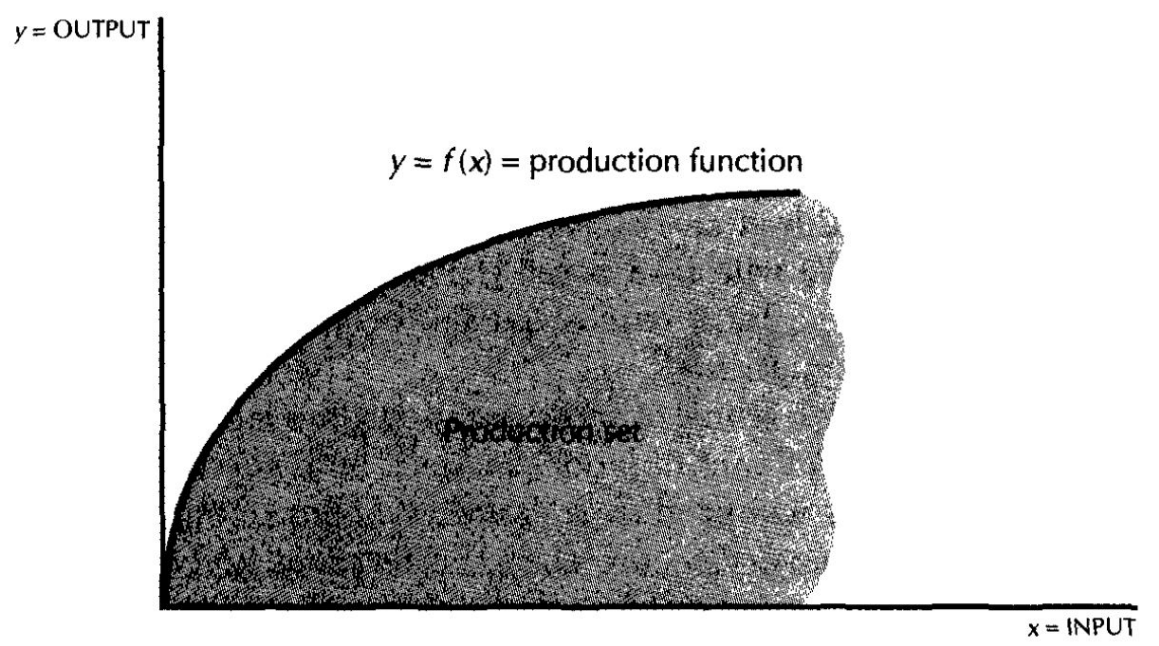 y = OUTPUT
y = f(x) = production function
Production set
x = INPUT